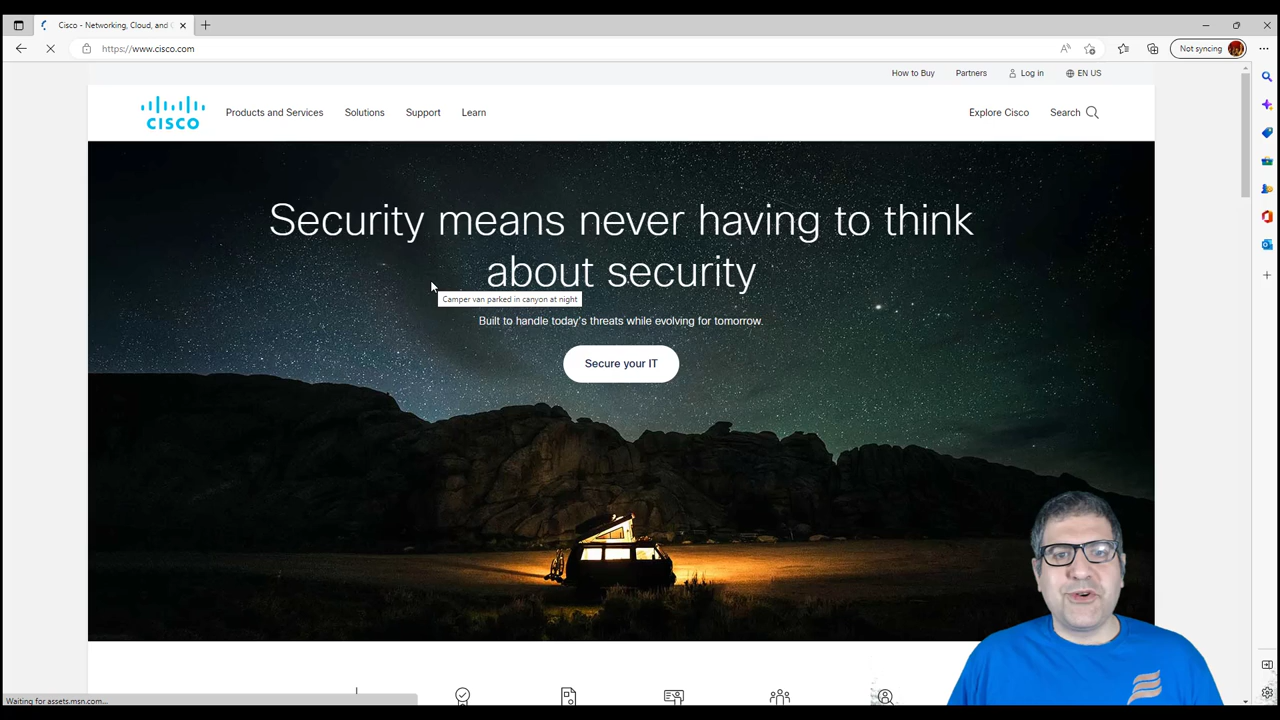 Cisco - Networking, Cloud, and
https://www.cisco.com
Not syncing
How to Buy
Partners
Log in
EN US
CISCO
Products and Services
Solutions
Support
Learn
Explore Cisco
Search
Security means never having to think
about security
Camper van parked in canyon at night
Built to handle today's threats while evolving for tomorrow.
Secure your IT
Waiting for assets.msn.com...